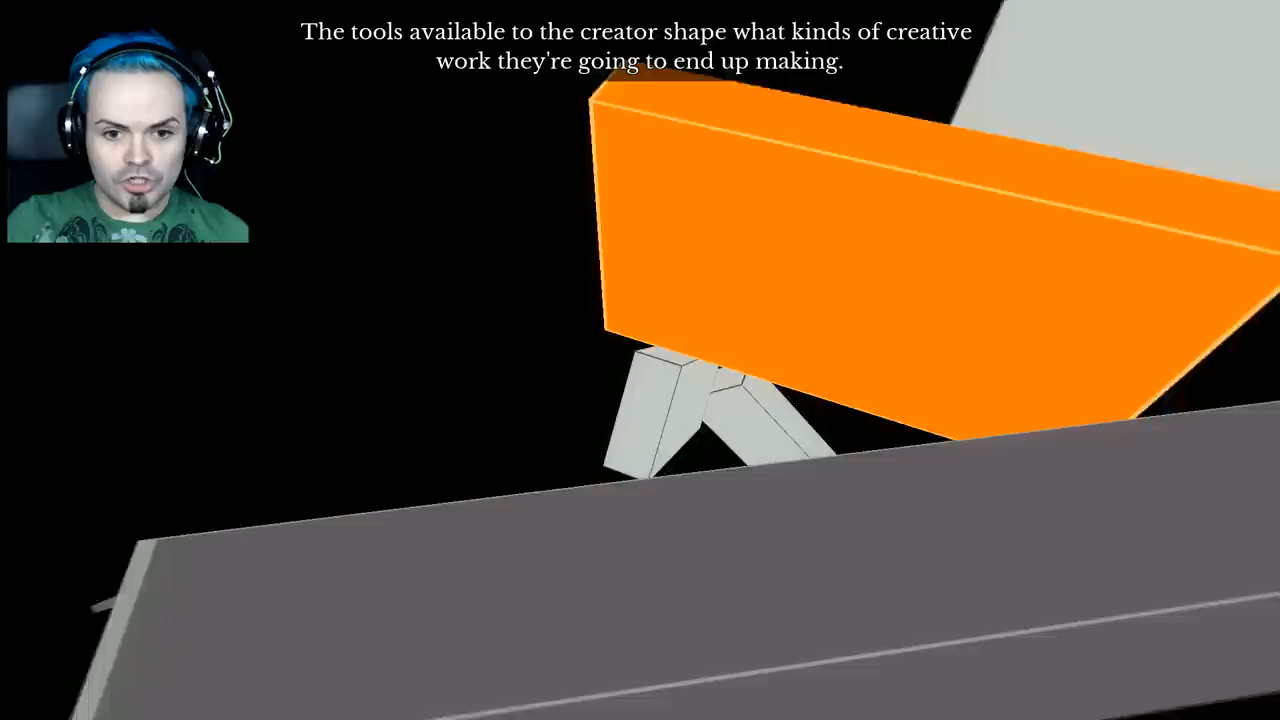 The tools available to the creator shape what kinds of creative
work they're going to end up making.